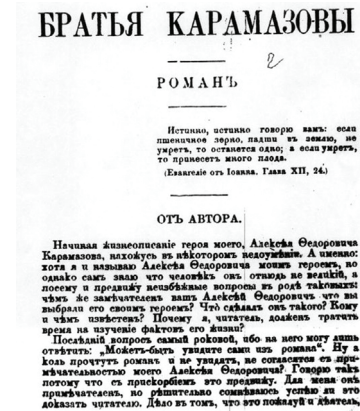 БРАТЬЯ КАРАМАЗОВЫ
2
РОМАНЪ
Истинно, истинно говорю вамъ: если
пшеничное зерно, падши въ землю, не
умретъ, то останется одно; а если умретъ,
то принесетъ много плода.
(Евангеліе отъ Іоанна. Глава XII, 24.)
ОТЪ АВТОРА.
Начиная жизнеописаніе героя моего, Алексѣя Ѳедоровича
Карамазова, нахожусь въ нѣкоторомъ недоумѣніи. А именно:
хотя я и называю Алексѣя Ѳедоровича моимъ героемъ, но
однако самъ знаю что человѣкъ онъ отнюдь не великій, а
посему и предвижу неизбѣжные вопросы въ родѣ таковыхъ:
чѣмъ же замѣчателенъ вашъ Алексѣй Ѳедоровичъ что вы
выбрали его своимъ героемъ? Чтò сдѣлалъ онъ такого? Кому
и чѣмъ извѣстенъ? Почему я, читатель, долженъ тратить
время на изученіе фактовъ его жизни?
Послѣдній вопросъ самый роковой, ибо на него могу лишь
отвѣтить: „Можетъ-быть увидите сами изъ романа". Ну а
коль прочтутъ романъ и не увидятъ, не согласятся съ при-
мѣчательностью моего Алексѣя Ѳедоровича? Говорю такъ
потому что съ прискорбіемъ это предвижу. Для меня онъ
примѣчателенъ, но рѣшительно сомнѣваюсь успѣю ли это
доказать читателю. Дѣло въ томъ, что это пожалуй и дѣятель,